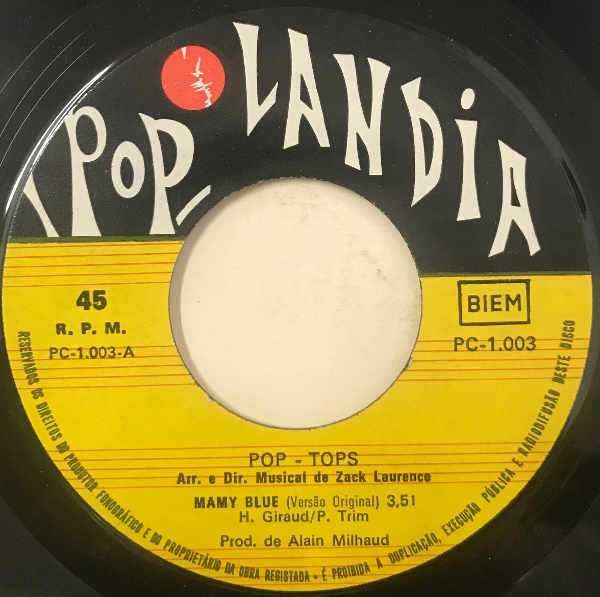 POP LANDIA
45
R. P. M.
PC-1.003-A
BIEM
PC-1.003
POP - TOPS
Arr. e Dir. Musical de Zack Laurence
MAMY BLUE (Versão Original) 3,51
H. Giraud/P. Trim
Prod. de Alain Milhaud
RESERVADOS OS DIREITOS DO PRODUTOR FONOGRÁFICO E DO PROPRIETÁRIO DA OBRA REGISTADA - É PROIBIDA A DUPLICAÇÃO, EXECUÇÃO PÚBLICA E RADIODIFUSÃO DESTE DISCO